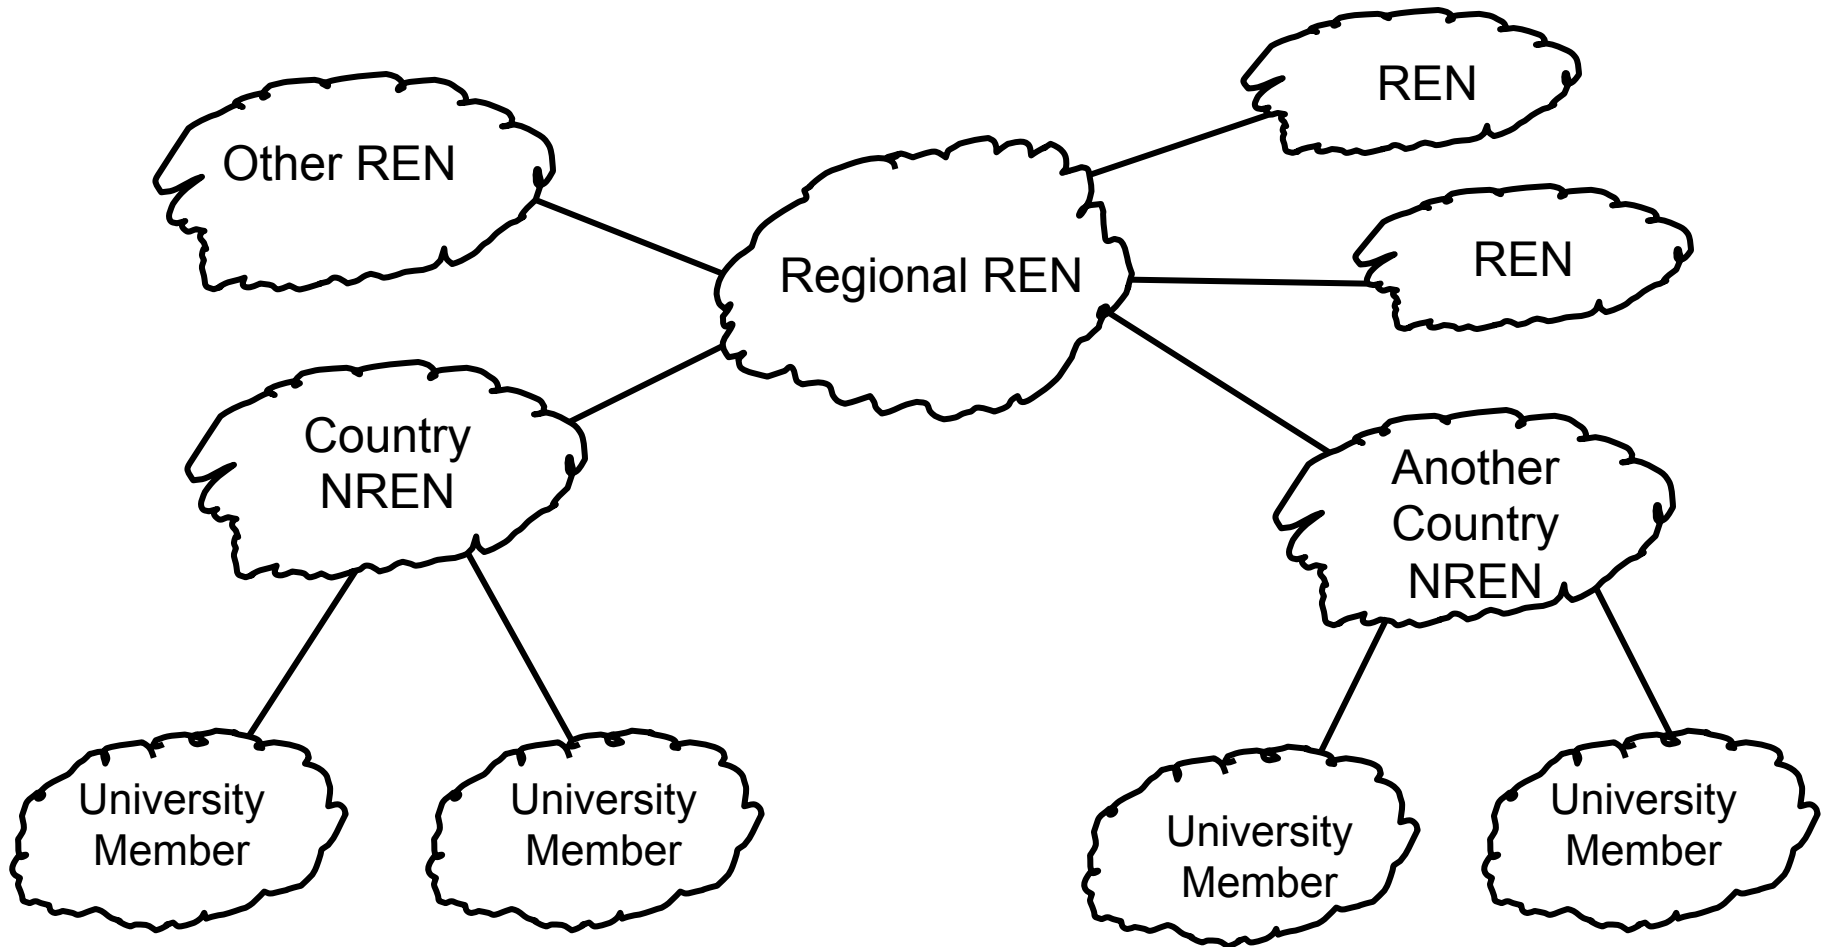 REN
Other REN
REN
Regional REN
Country
NREN
Another
Country
NREN
University
Member
University
Member
University
Member
University
Member